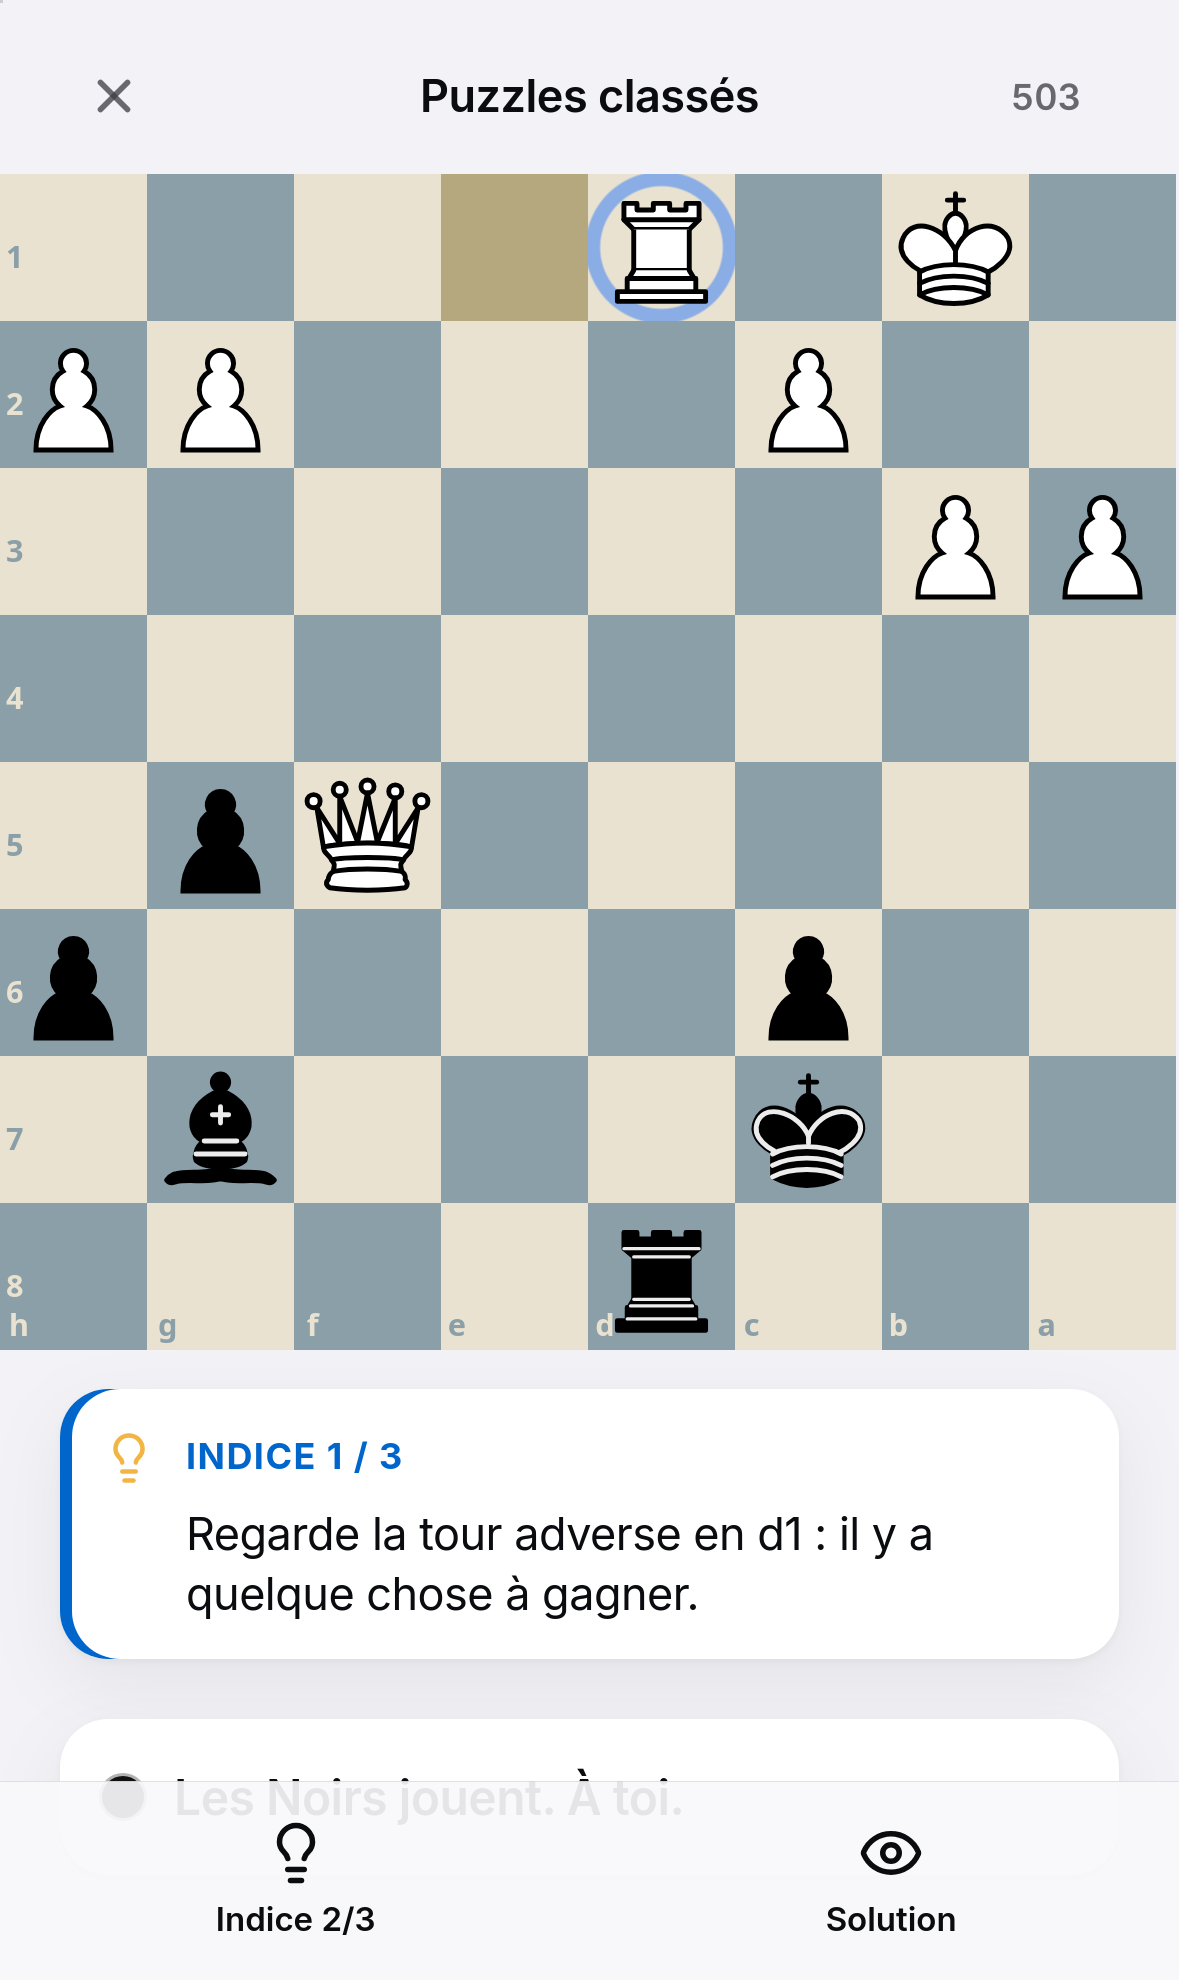 Puzzles classés
503
1
2
3
4
5
6
7
8
h g f e d c b a
INDICE 1 / 3
Regarde la tour adverse en d1 : il y a
quelque chose à gagner.
Les Noirs jouent. À toi.
Indice 2/3
Solution